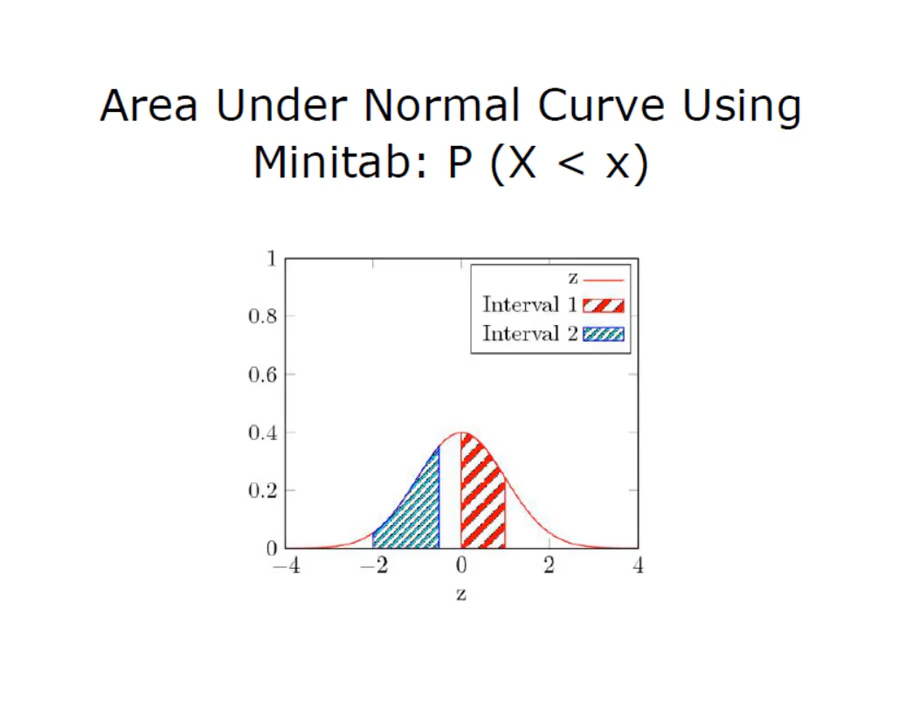 Area Under Normal Curve Using
Minitab: P (X < x)
1
0.8
0.6
0.4
0.2
0
z
Interval 1
Interval 2
−4 −2 0 2 4
z